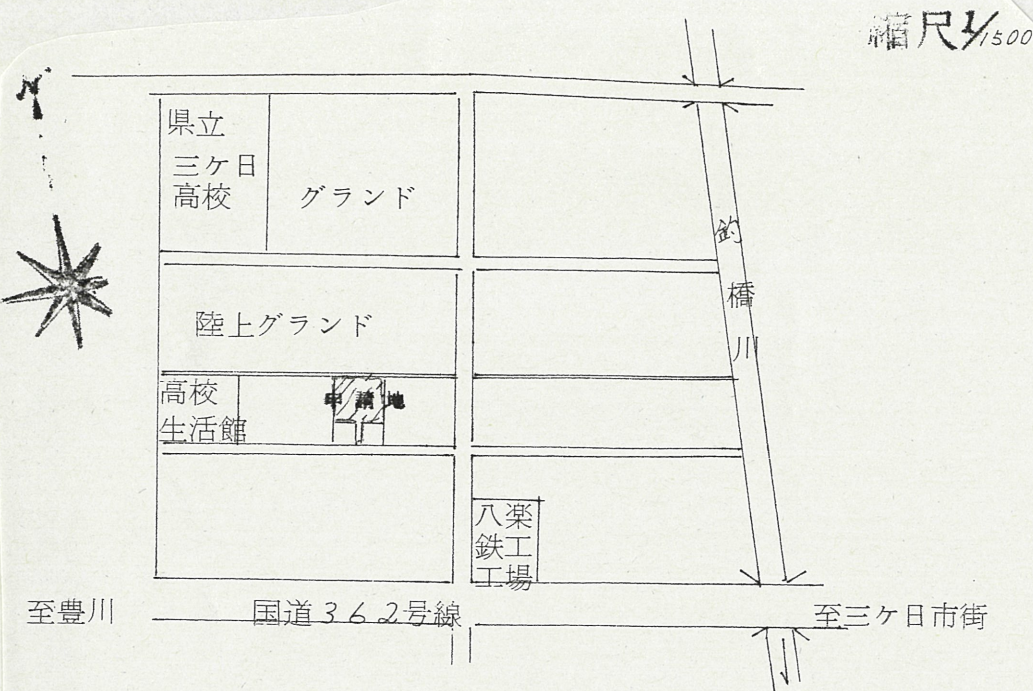 縮尺1/1500
N
県立
三ケ日
高校
グランド
釣橋川
陸上グランド
高校
生活館
申請地
八楽
鉄工
工場
至豊川
国道362号線
至三ケ日市街